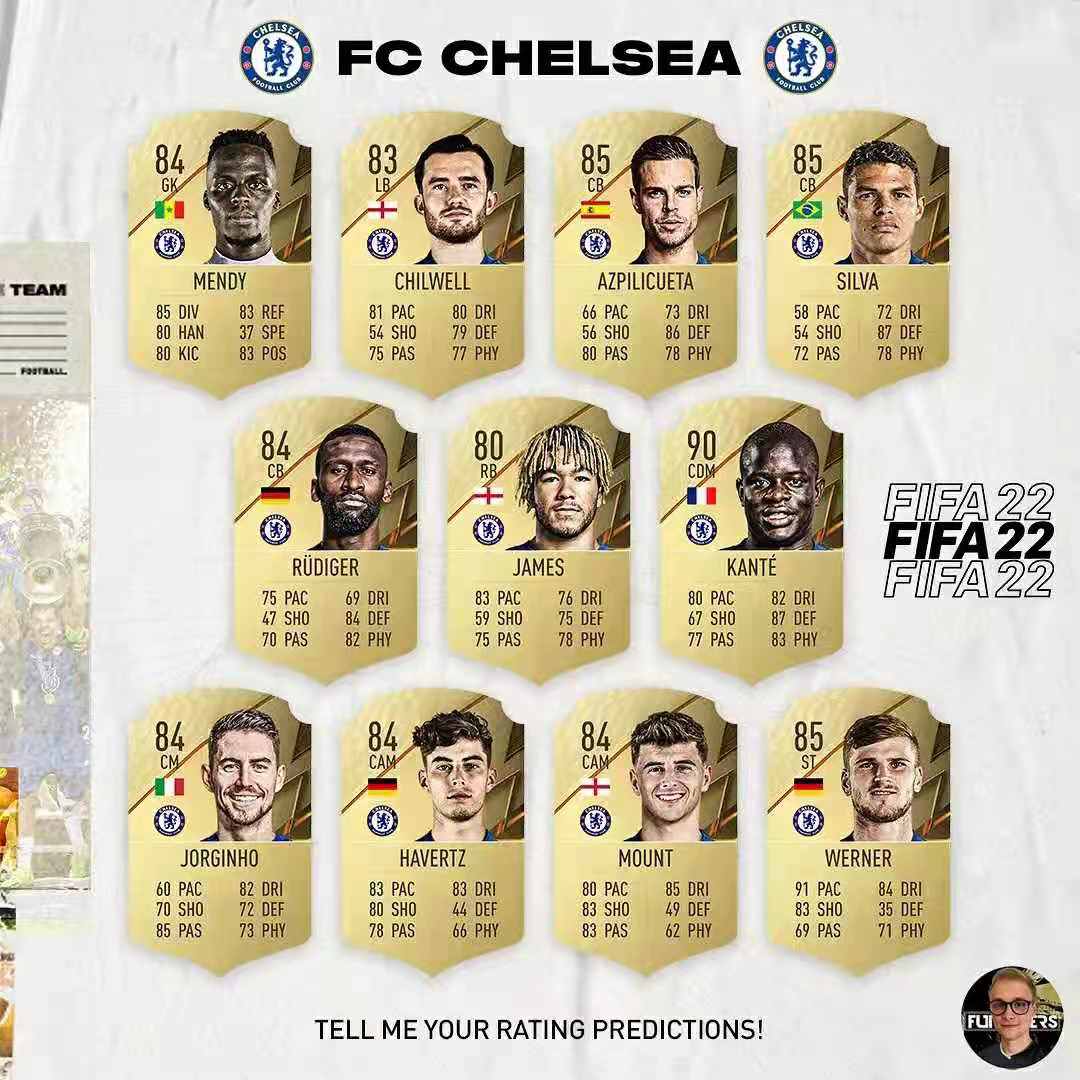 FC CHELSEA
CHELSEA
FOOTBALL CLUB
CHELSEA
FOOTBALL CLUB
84
GK
MENDY
85 DIV 83 REF
80 HAN 37 SPE
80 KIC 83 POS
83
LB
CHILWELL
81 PAC 80 DRI
54 SHO 79 DEF
75 PAS 77 PHY
85
CB
AZPILICUETA
66 PAC 73 DRI
56 SHO 86 DEF
80 PAS 78 PHY
85
CB
SILVA
58 PAC 72 DRI
54 SHO 87 DEF
72 PAS 78 PHY
TEAM
FOOTBALL.
84
CB
RÜDIGER
75 PAC 69 DRI
47 SHO 84 DEF
70 PAS 82 PHY
80
RB
JAMES
83 PAC 76 DRI
59 SHO 75 DEF
75 PAS 78 PHY
90
CDM
KANTÉ
80 PAC 82 DRI
67 SHO 87 DEF
77 PAS 83 PHY
FIFA 22
FIFA 22
FIFA 22
84
CM
JORGINHO
60 PAC 82 DRI
70 SHO 72 DEF
85 PAS 73 PHY
84
CAM
HAVERTZ
83 PAC 83 DRI
80 SHO 44 DEF
78 PAS 66 PHY
84
CAM
MOUNT
80 PAC 85 DRI
83 SHO 49 DEF
83 PAS 62 PHY
85
ST
WERNER
91 PAC 84 DRI
83 SHO 35 DEF
69 PAS 71 PHY
TELL ME YOUR RATING PREDICTIONS!